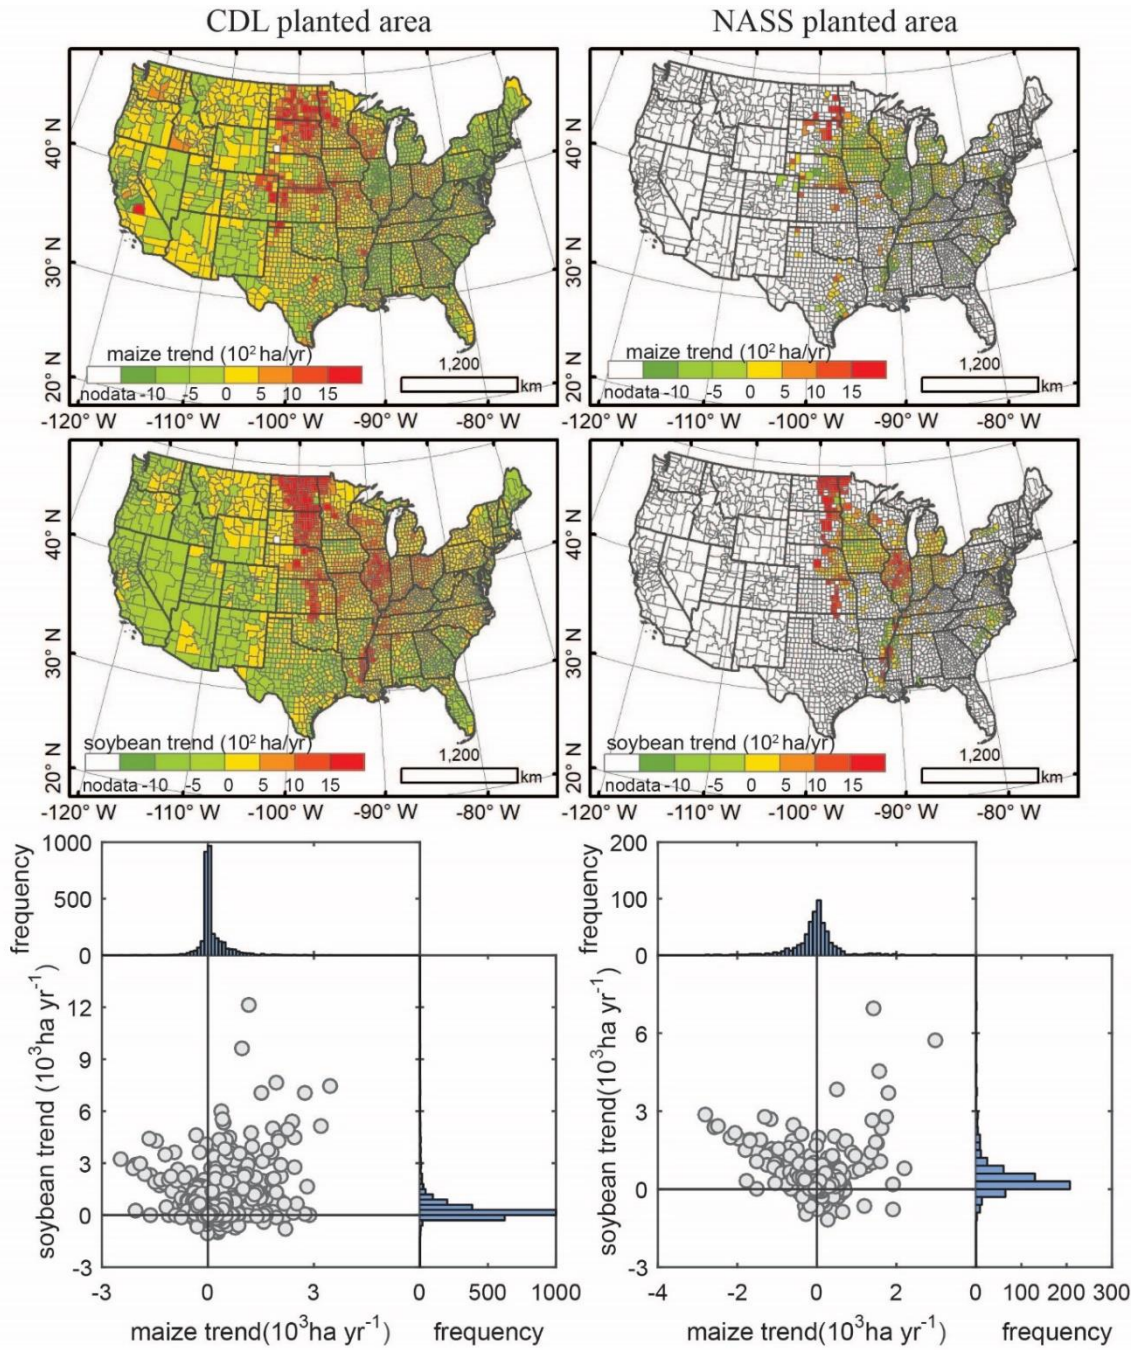 CDL planted area
NASS planted area
40° N
30° N
20° N
maize trend (10² ha/yr)
nodata -10 -5 0 5 10 15
1,200
km
-120° W -110° W -100° W -90° W -80° W
40° N
30° N
20° N
maize trend (10² ha/yr)
nodata -10 -5 0 5 10 15
1,200
km
-120° W -110° W -100° W -90° W -80° W
40° N
30° N
20° N
soybean trend (10² ha/yr)
nodata -10 -5 0 5 10 15
1,200
km
-120° W -110° W -100° W -90° W -80° W
40° N
30° N
20° N
soybean trend (10² ha/yr)
nodata -10 -5 0 5 10 15
1,200
km
-120° W -110° W -100° W -90° W -80° W
frequency
1000
500
0
soybean trend (10³ha yr⁻¹)
12
9
6
3
0
-3
-3 0 3
0 500 1000
maize trend(10³ha yr⁻¹)
frequency
frequency
200
100
0
soybean trend(10³ha yr⁻¹)
6
3
0
-3
-4 -2 0 2
0 100 200 300
maize trend(10³ha yr⁻¹)
frequency